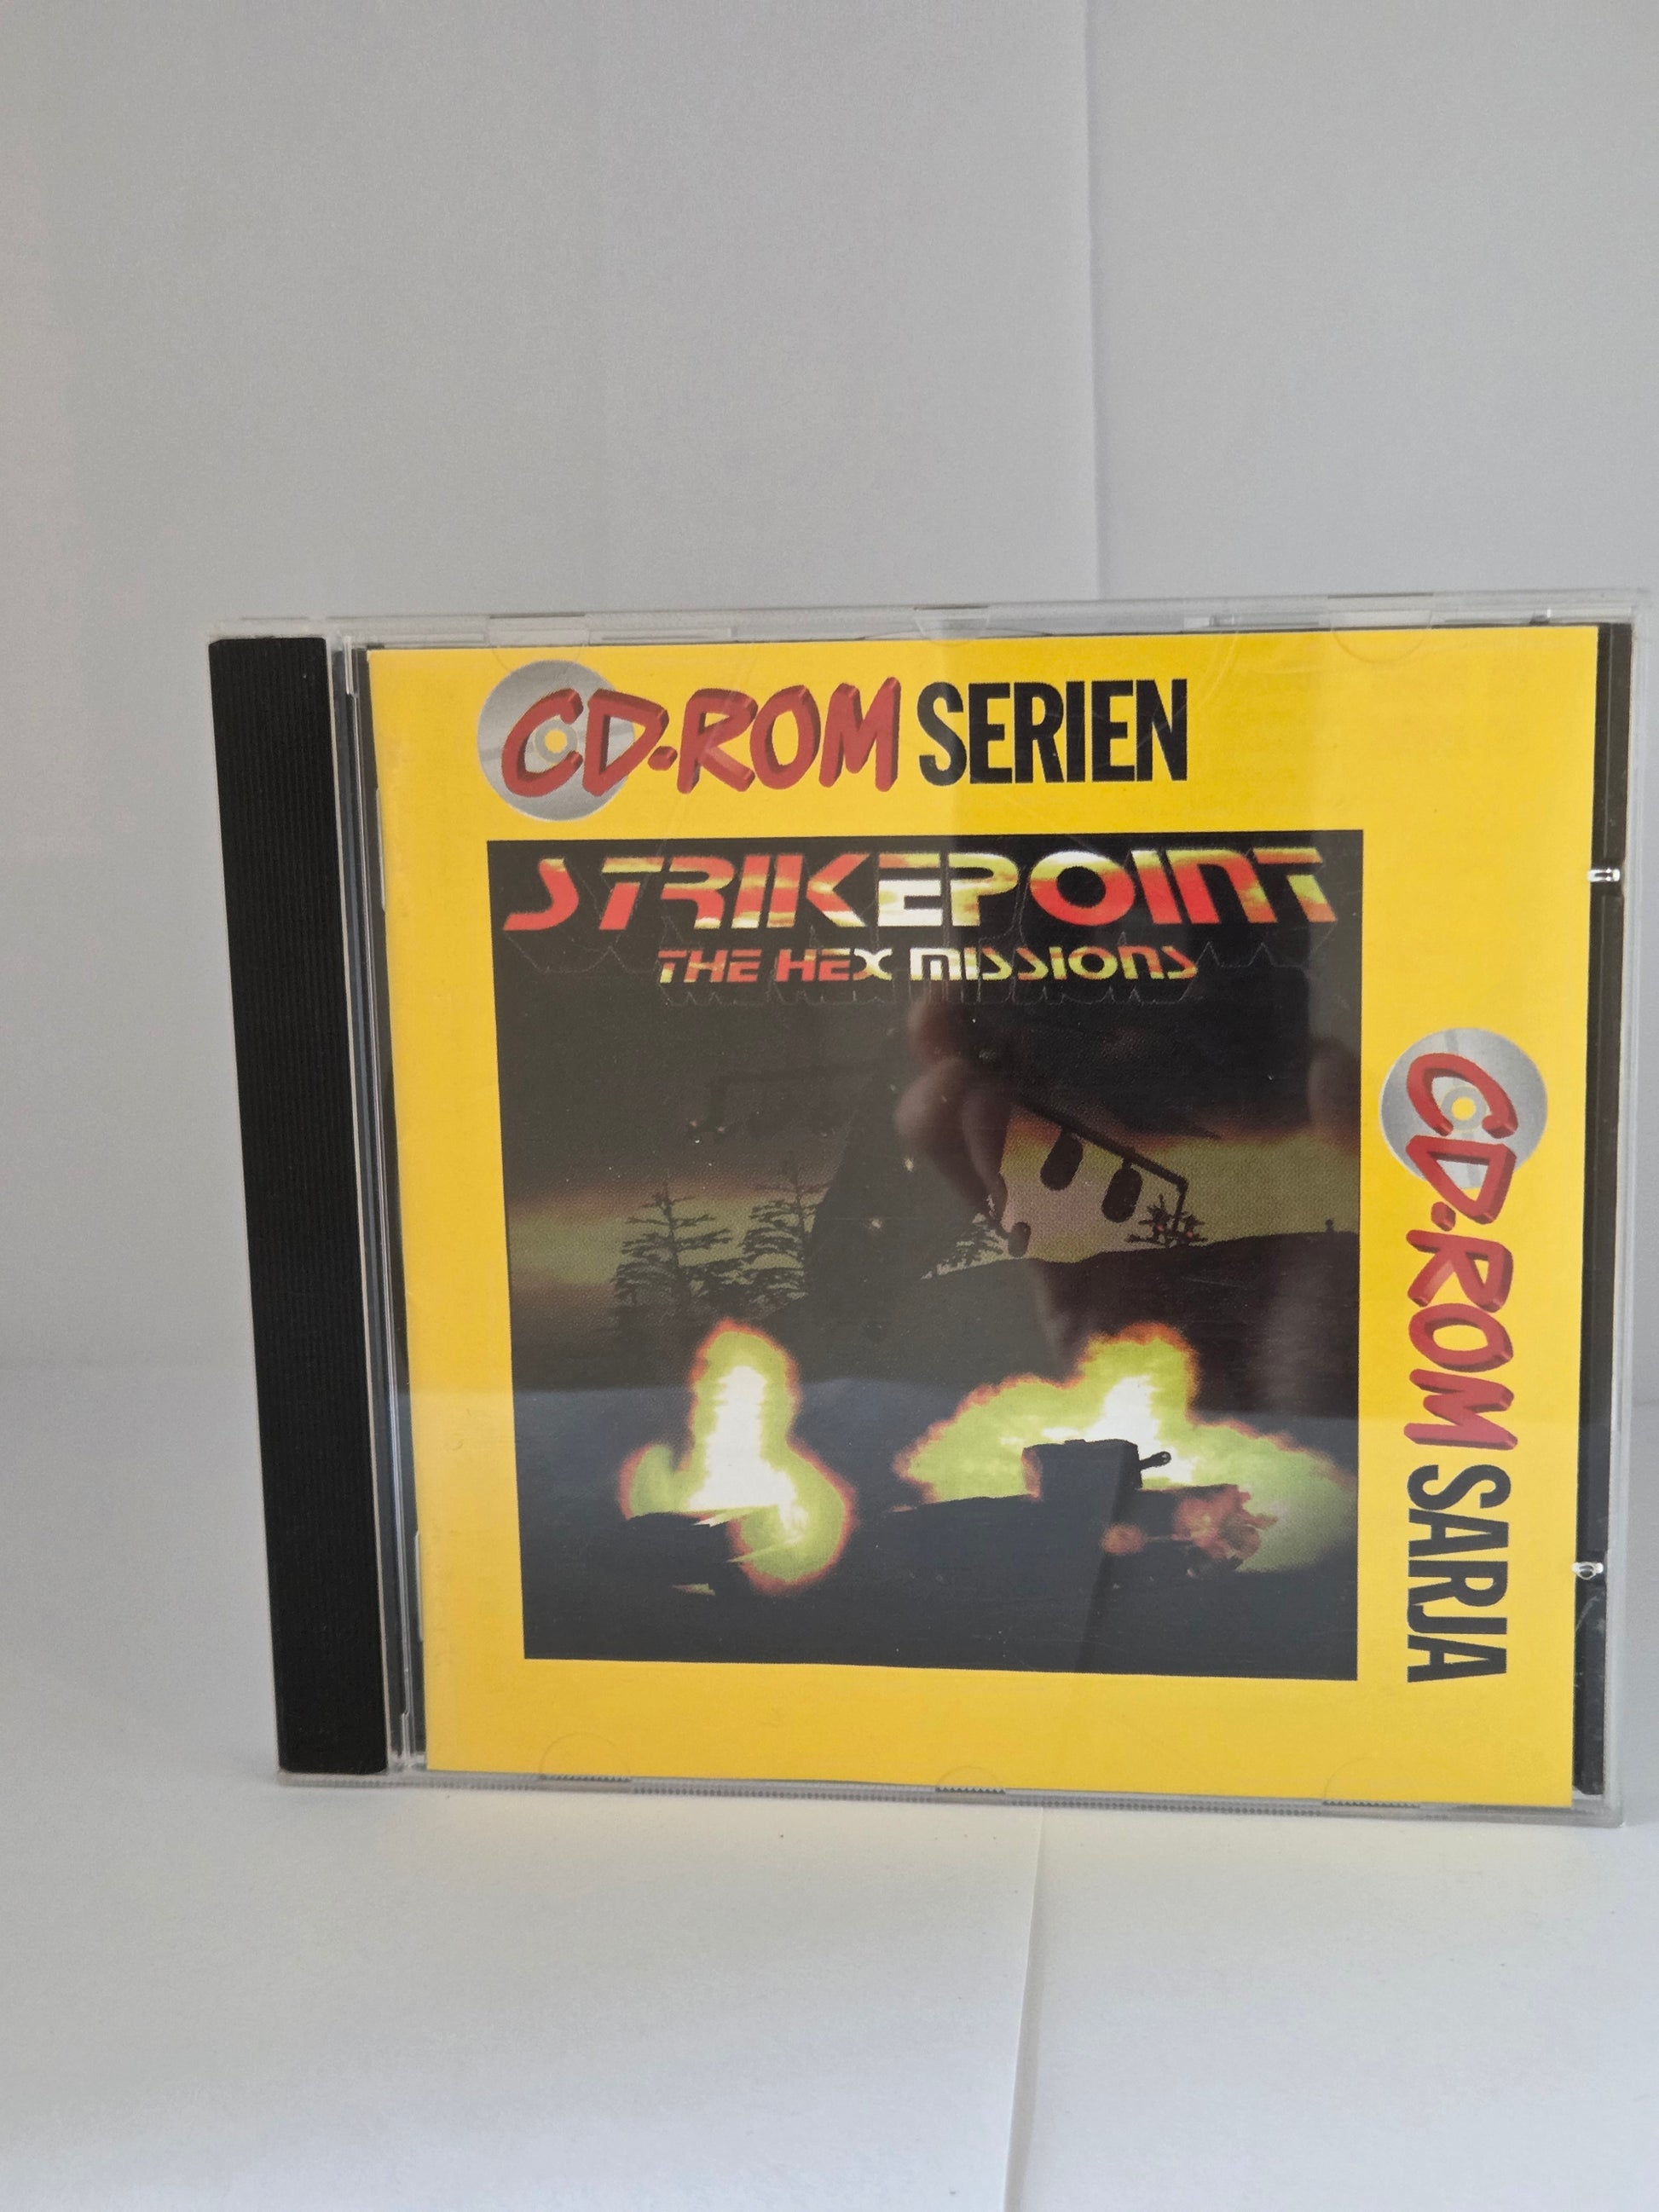 CD-ROM SERIEN
STRIKEPOINT
THE HEX MISSIONS
CD-ROM SARJA